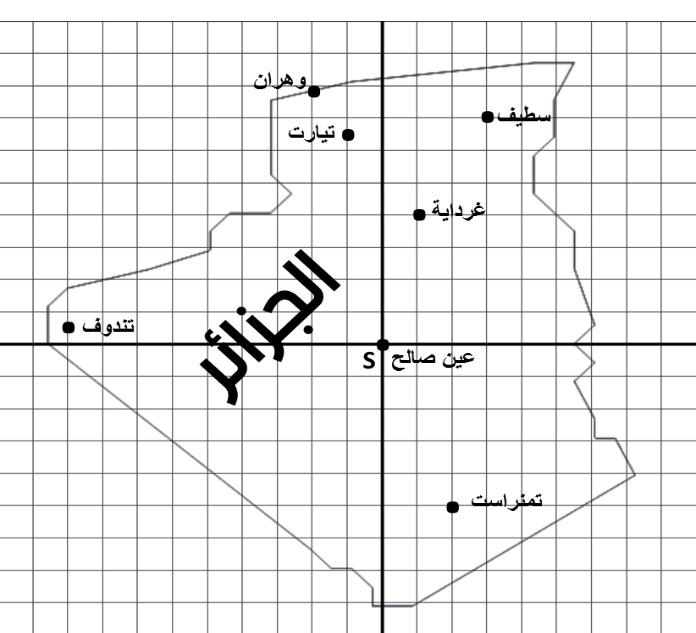 وهران
سطيف
تيارت
غرداية
الجزائر
تندوف
S
عين صالح
تمنراست